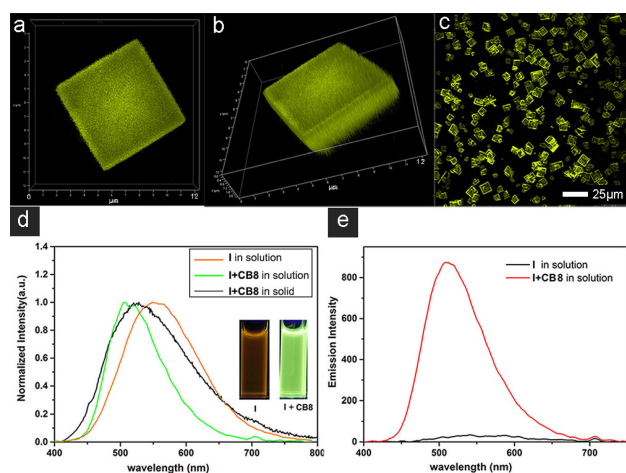 a
b
c
12
µm
12
µm
25µm
d
e
1.4
1.2
1.0
0.8
0.6
0.4
0.2
0.0
Normalized Intensity(a.u.)
I in solution
I+CB8 in solution
I+CB8 in solid
I
I + CB8
400 500 600 700 800
wavelength (nm)
800
600
400
200
0
Emission Intensity
I in solution
I+CB8 in solution
400 500 600 700
wavelength (nm)